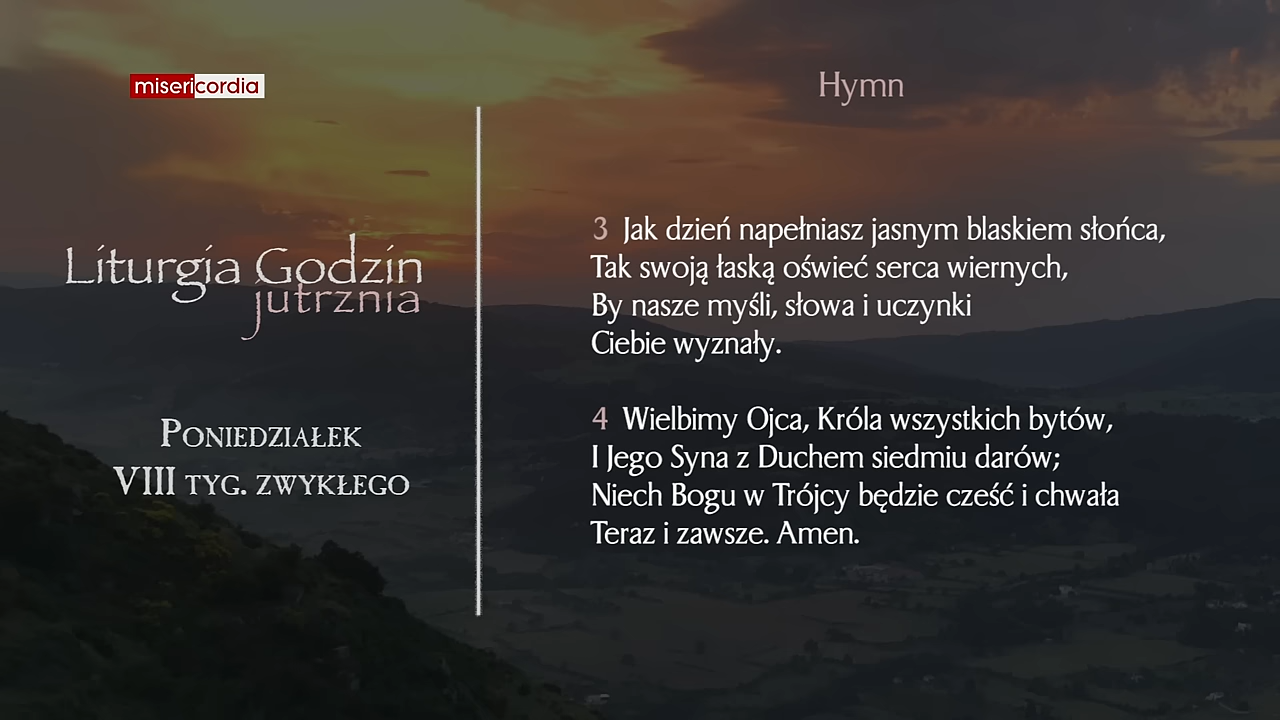 misericordia
Liturgia Godzin
jutrznia
Poniedziałek
VIII tyg. zwykłego
Hymn
3 Jak dzień napełniasz jasnym blaskiem słońca,
Tak swoją łaską oświeć serca wiernych,
By nasze myśli, słowa i uczynki
Ciebie wyznały.
4 Wielbimy Ojca, Króla wszystkich bytów,
I Jego Syna z Duchem siedmiu darów;
Niech Bogu w Trójcy będzie cześć i chwała
Teraz i zawsze. Amen.